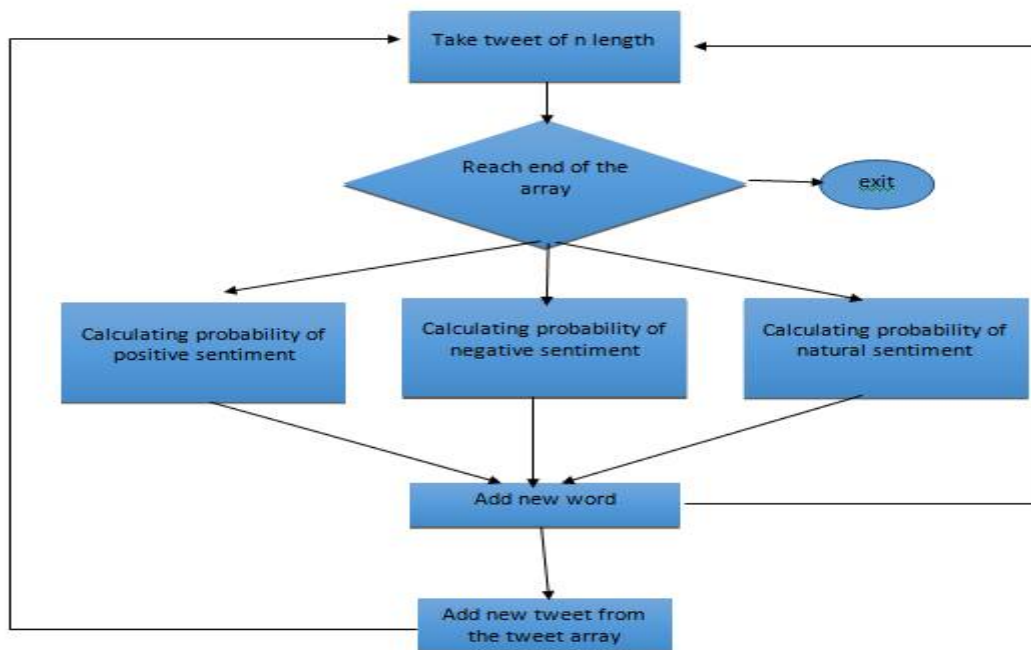 Take tweet of n length
Reach end of the
array
exit
Calculating probability of
positive sentiment
Calculating probability of
negative sentiment
Calculating probability of
natural sentiment
Add new word
Add new tweet from
the tweet array